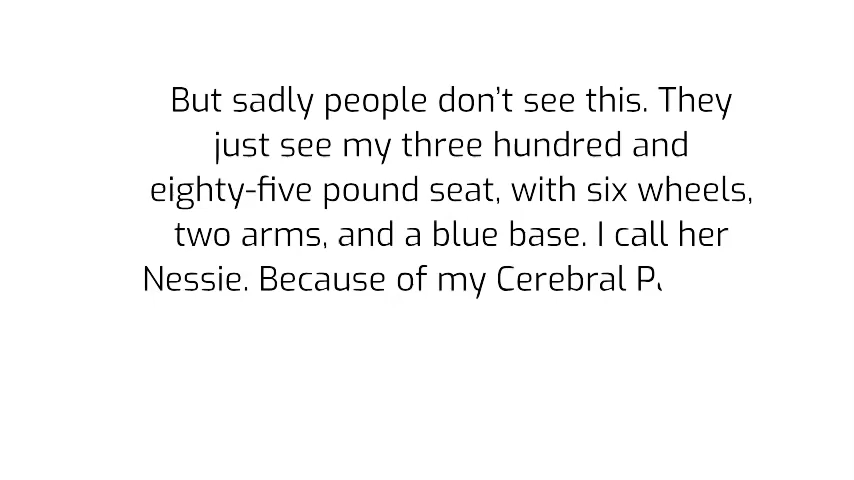 But sadly people don’t see this. They
just see my three hundred and
eighty-five pound seat, with six wheels,
two arms, and a blue base. I call her
Nessie. Because of my Cerebral